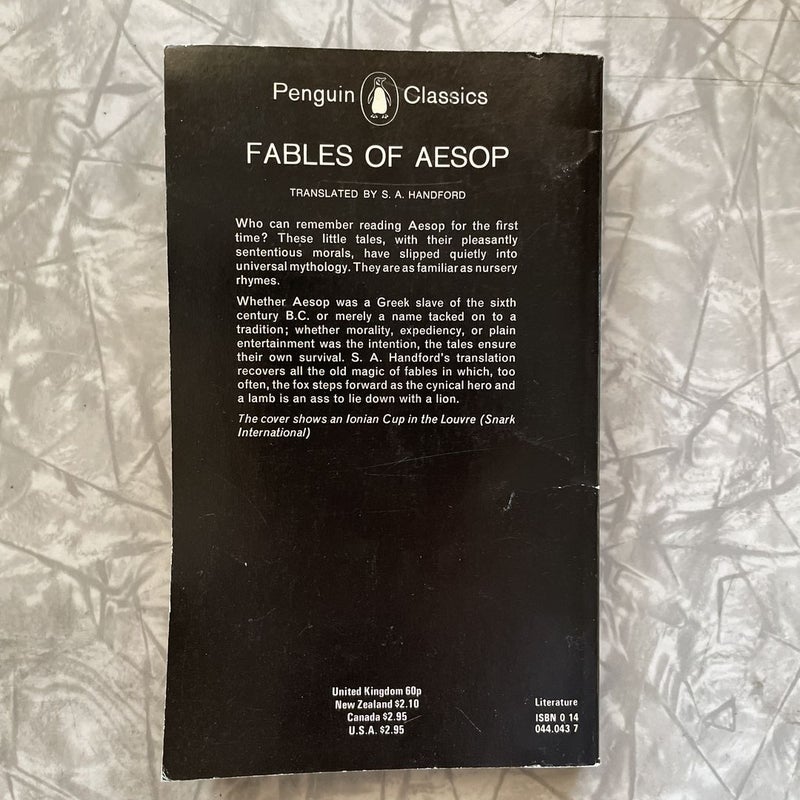 Penguin Classics
FABLES OF AESOP
TRANSLATED BY S. A. HANDFORD
Who can remember reading Aesop for the first
time? These little tales, with their pleasantly
sententious morals, have slipped quietly into
universal mythology. They are as familiar as nursery
rhymes.
Whether Aesop was a Greek slave of the sixth
century B.C. or merely a name tacked on to a
tradition; whether morality, expediency, or plain
entertainment was the intention, the tales ensure
their own survival. S. A. Handford's translation
recovers all the old magic of fables in which, too
often, the fox steps forward as the cynical hero and
a lamb is an ass to lie down with a lion.
The cover shows an Ionian Cup in the Louvre (Snark
International)
United Kingdom 60p
New Zealand $2.10
Canada $2.95
U.S.A. $2.95
Literature
ISBN 0 14
044.043 7